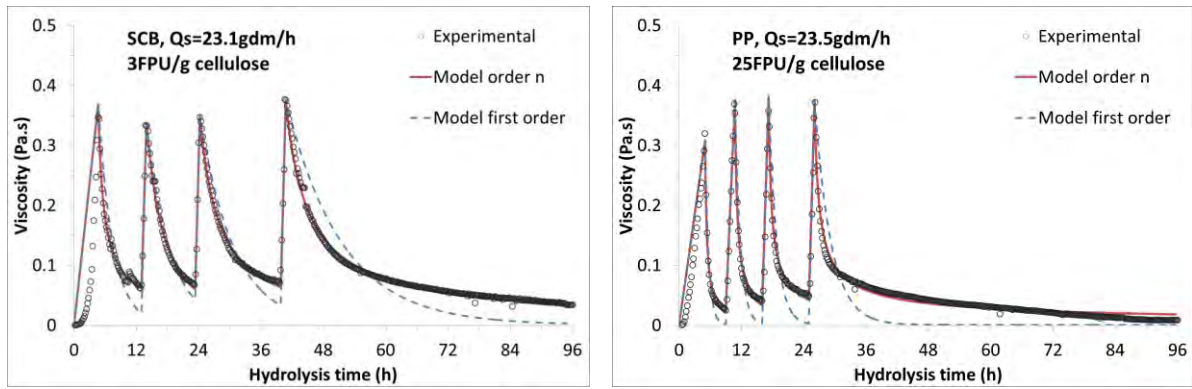 0.5
0.4
0.3
0.2
0.1
0
Viscosity (Pa.s)
SCB, Qs=23.1gdm/h
3FPU/g cellulose
Experimental
Model order n
Model first order
0 12 24 36 48 60 72 84 96
Hydrolysis time (h)
0.5
0.4
0.3
0.2
0.1
0
Viscosity (Pa.s)
PP, Qs=23.5gdm/h
25FPU/g cellulose
Experimental
Model order n
Model first order
0 12 24 36 48 60 72 84 96
Hydrolysis time (h)